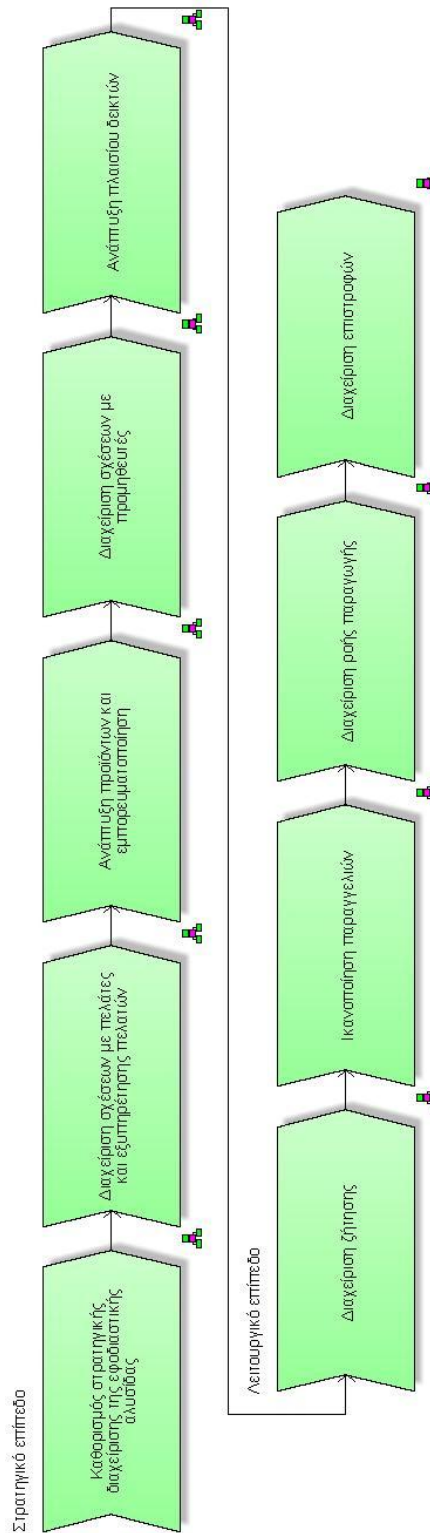 Στρατηγικό επίπεδο
Καθορισμός στρατηγικής
διαχείρισης της εφοδιαστικής
αλυσίδας
Διαχείριση σχέσεων με πελάτες
και εξυπηρέτησης πελατών
Ανάπτυξη προϊόντων και
εμπορευματοποίηση
Διαχείριση σχέσεων με
προμηθευτές
Ανάπτυξη πλαισίου δεικτών
Λειτουργικό επίπεδο
Διαχείριση ζήτησης
Ικανοποίηση παραγγελιών
Διαχείριση ροής παραγωγής
Διαχείριση επιστροφών